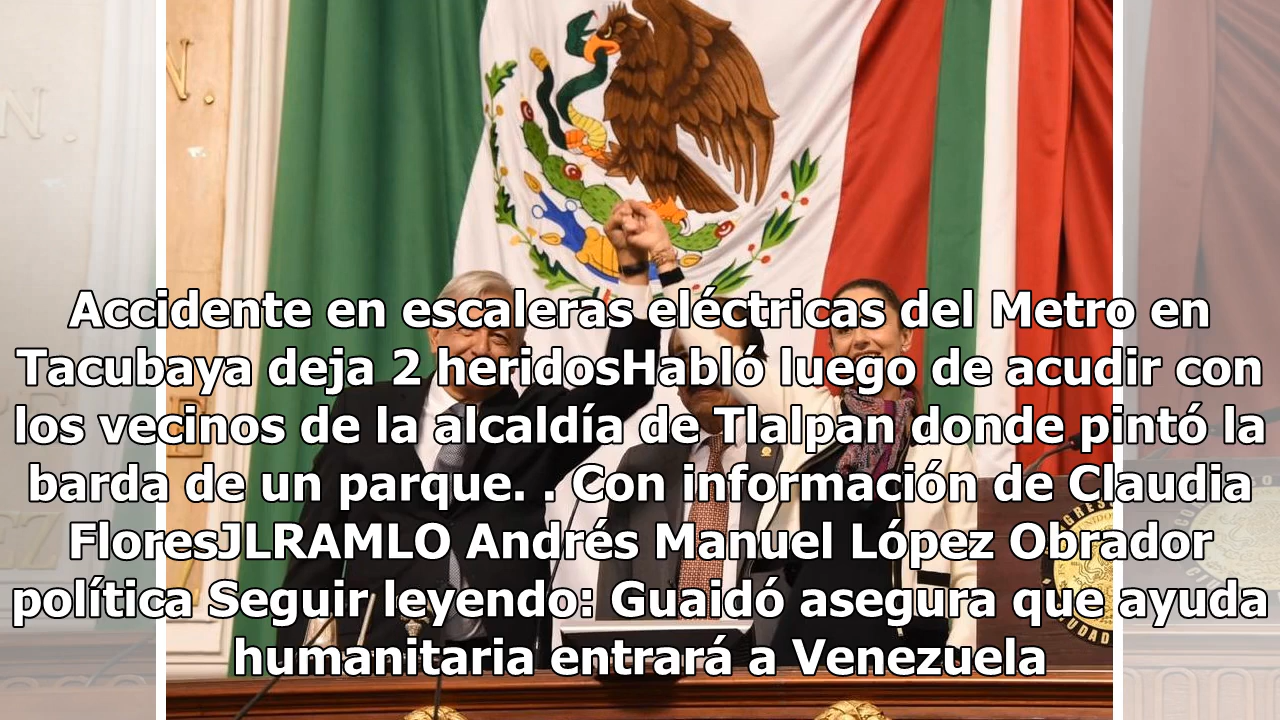 Accidente en escaleras eléctricas del Metro en
Tacubaya deja 2 heridosHabló luego de acudir con
los vecinos de la alcaldía de Tlalpan donde pintó la
barda de un parque. . Con información de Claudia
FloresJLRAMLO Andrés Manuel López Obrador
política Seguir leyendo: Guaidó asegura que ayuda
humanitaria entrará a Venezuela